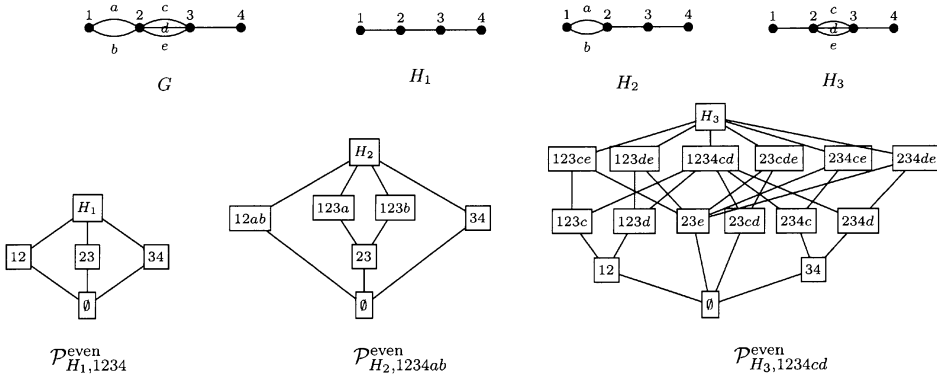 a c
1 2 3 4
d
b e
G
1 2 3 4
H₁
a
1 2 3 4
b
H₂
c
1 2 3 4
d
e
H₃
H₁
12 23 34
∅
𝒫^even_{H₁,1234}
H₂
12ab 123a 123b 34
23
∅
𝒫^even_{H₂,1234ab}
H₃
123ce 123de 1234cd 23cde 234ce 234de
123c 123d 23e 23cd 234c 234d
12 34
∅
𝒫^even_{H₃,1234cd}